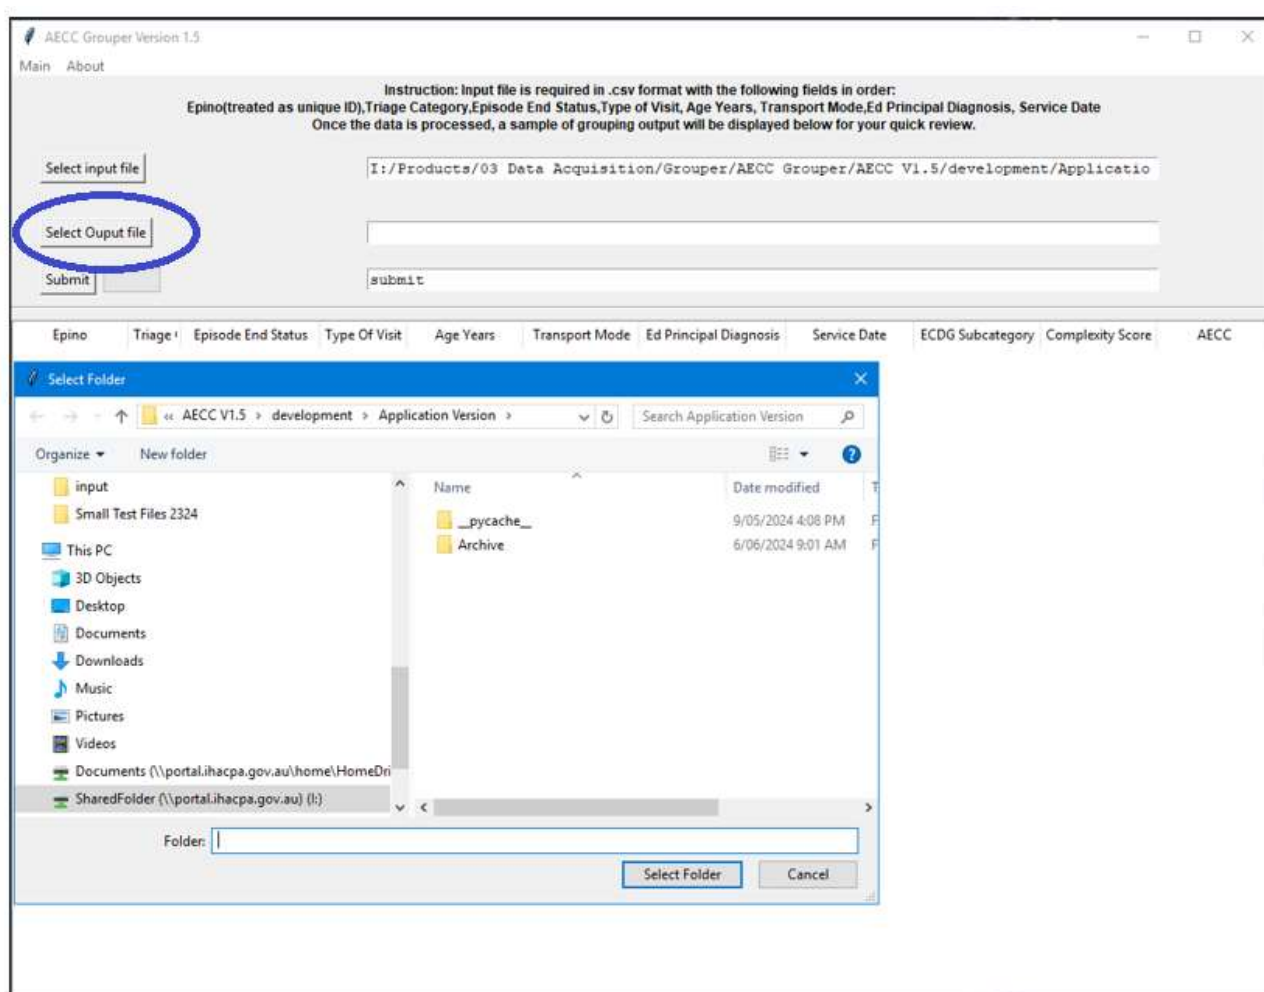 AECC Grouper Version 1.5
Main About
Instruction: Input file is required in .csv format with the following fields in order:
Epino(treated as unique ID),Triage Category,Episode End Status,Type of Visit, Age Years, Transport Mode,Ed Principal Diagnosis, Service Date
Once the data is processed, a sample of grouping output will be displayed below for your quick review.
Select input file I:/Products/03 Data Acquisition/Grouper/AECC Grouper/AECC V1.5/development/Applicatio
Select Ouput file
Submit submit
Epino Triage Episode End Status Type Of Visit Age Years Transport Mode Ed Principal Diagnosis Service Date ECDG Subcategory Complexity Score AECC
Select Folder
« AECC V1.5 > development > Application Version > Search Application Version
Organize New folder
input Name Date modified T
Small Test Files 2324 __pycache__ 9/05/2024 4:08 PM F
This PC Archive 6/06/2024 9:01 AM F
3D Objects
Desktop
Documents
Downloads
Music
Pictures
Videos
Documents (\\portal.ihacpa.gov.au\home\HomeDri
SharedFolder (\\portal.ihacpa.gov.au) (I:)
Folder:
Select Folder Cancel